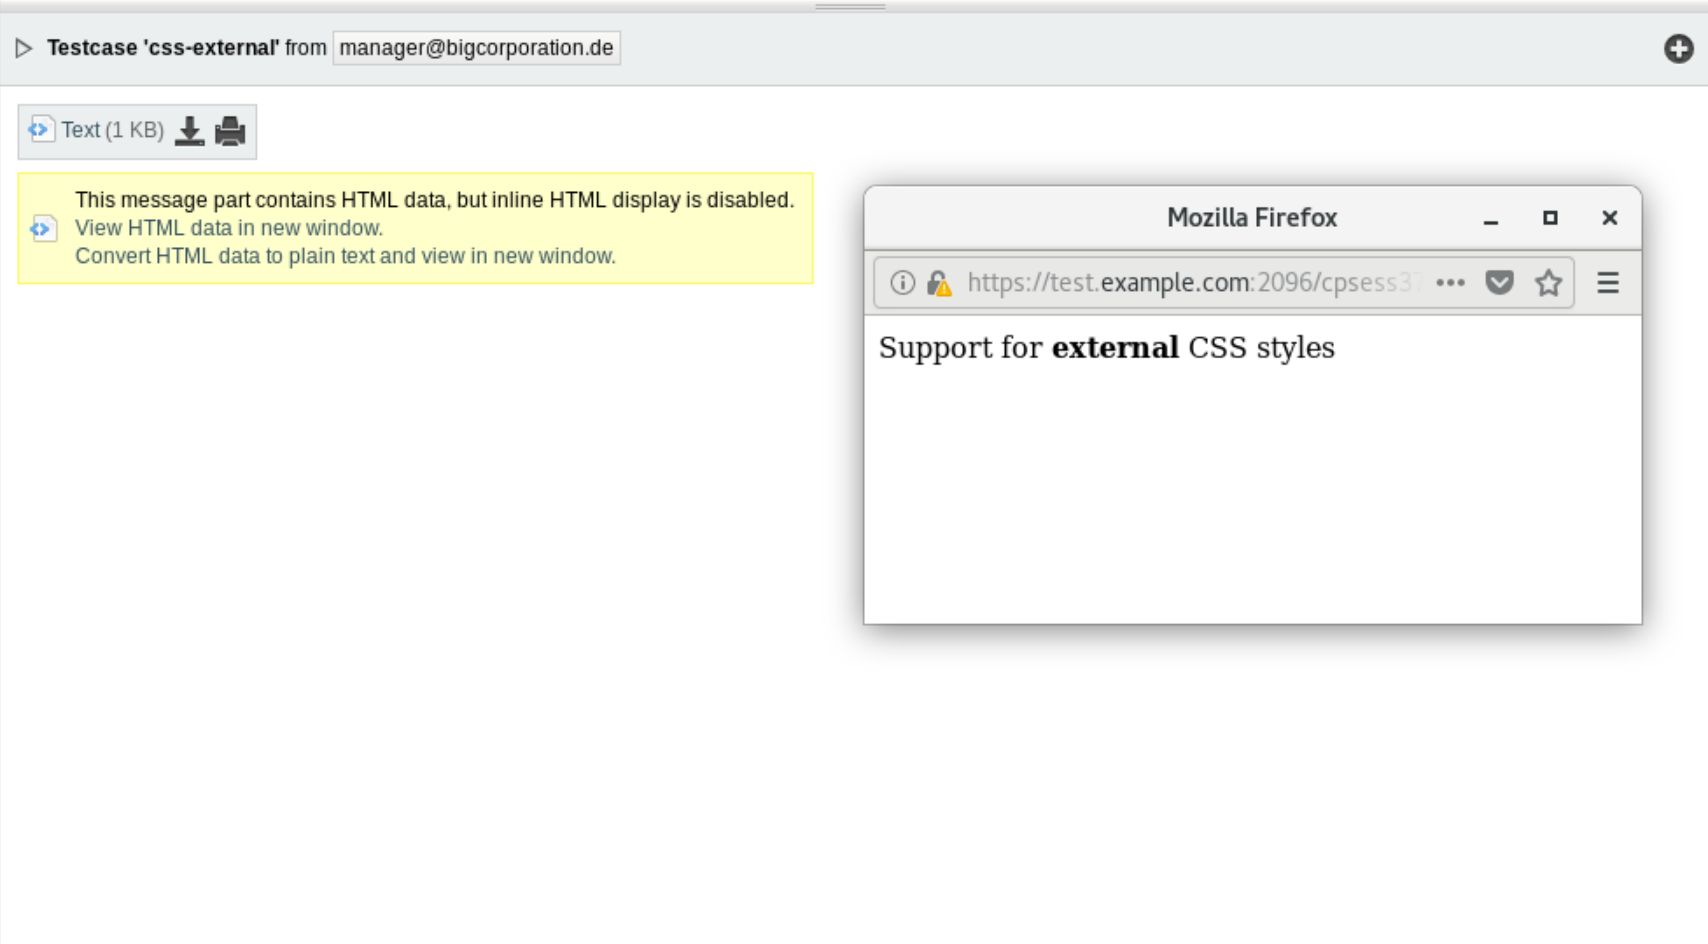 Testcase 'css-external' from manager@bigcorporation.de
Text (1 KB)
This message part contains HTML data, but inline HTML display is disabled.
View HTML data in new window.
Convert HTML data to plain text and view in new window.
Mozilla Firefox
https://test.example.com:2096/cpsess37
Support for external CSS styles